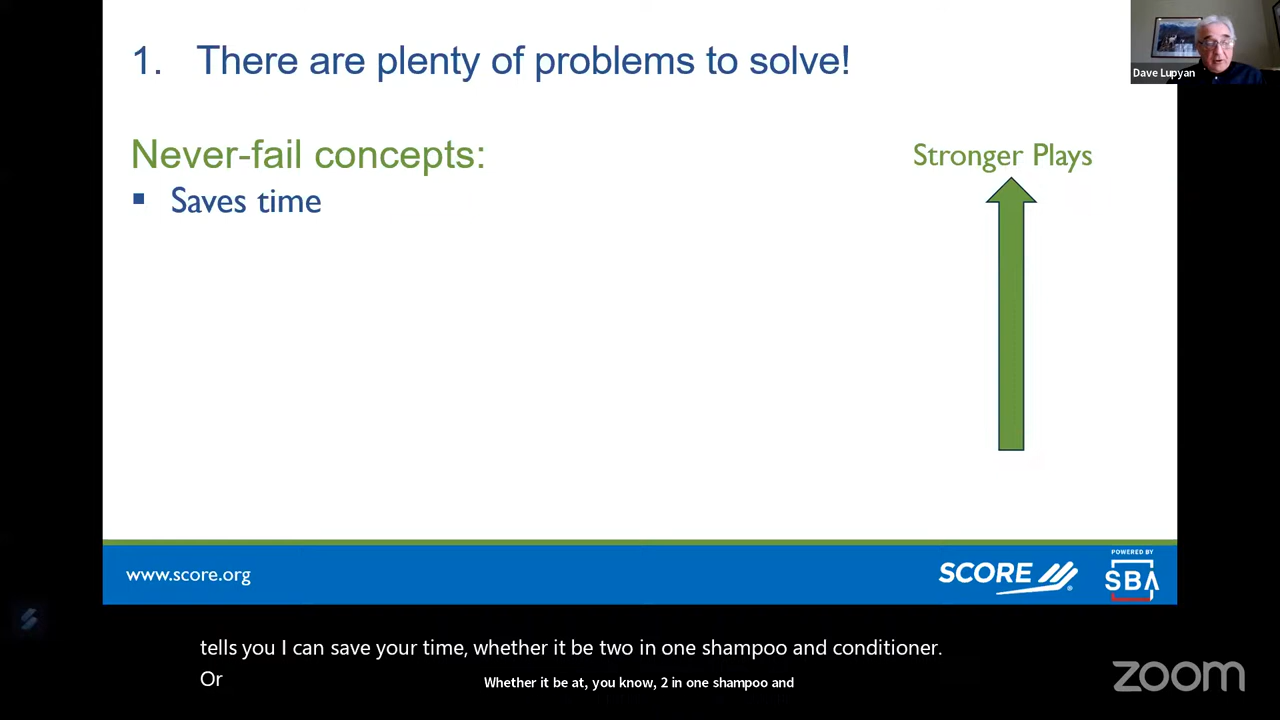 1. There are plenty of problems to solve!
Dave Lupyan
Never-fail concepts:
Stronger Plays
▪ Saves time
www.score.org
SCORE
®
POWERED BY
SBA
tells you I can save your time, whether it be two in one shampoo and conditioner.
Or
Whether it be at, you know, 2 in one shampoo and
zoom